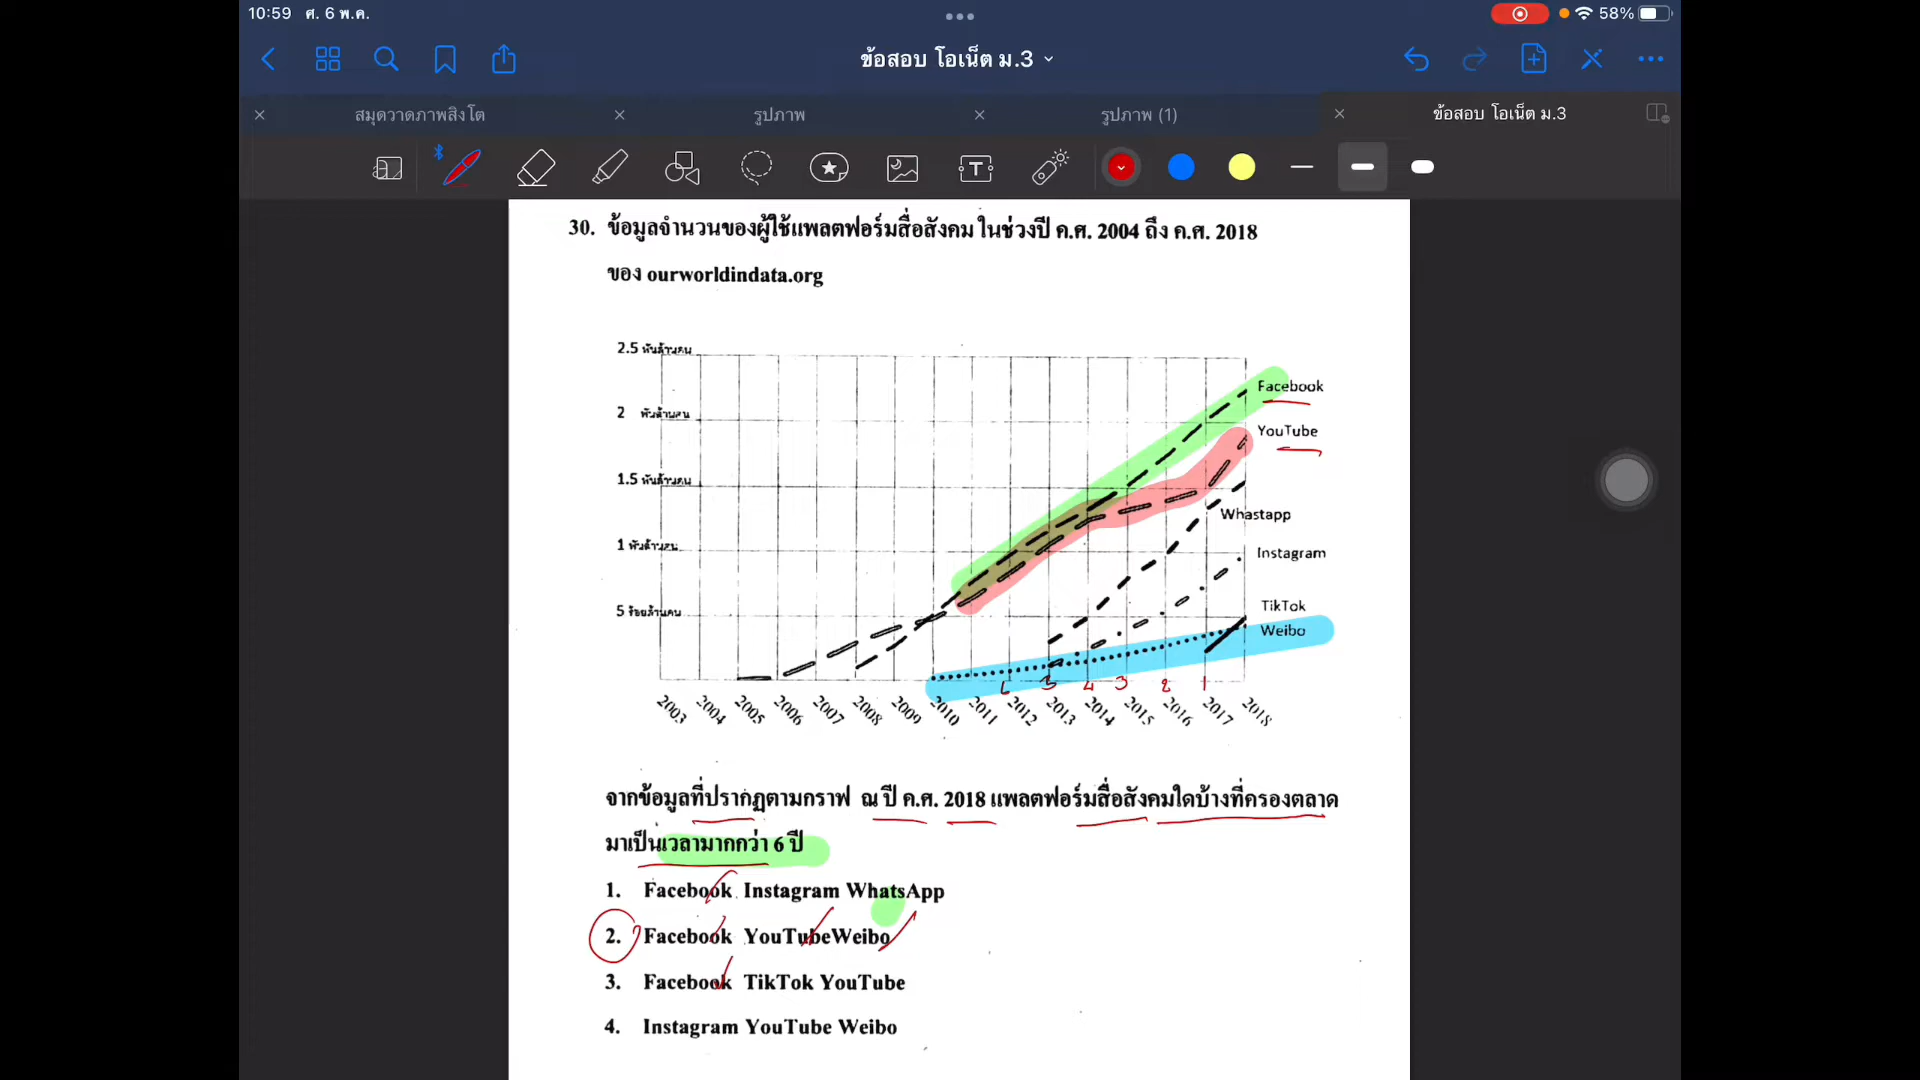 10:59 ศ. 6 พ.ค.
58%
ข้อสอบ โอเน็ต ม.3
สมุดวาดภาพสิงโต
รูปภาพ
รูปภาพ (1)
ข้อสอบ โอเน็ต ม.3
30. ข้อมูลจำนวนของผู้ใช้แพลตฟอร์มสื่อสังคม ในช่วงปี ค.ศ. 2004 ถึง ค.ศ. 2018
ของ ourworldindata.org
2.5 พันล้านคน
Facebook
2 พันล้านคน
YouTube
1.5 พันล้านคน
Whastapp
1 พันล้านคน
Instagram
TikTok
5 ร้อยล้านคน
Weibo
2003 2004 2005 2006 2007 2008 2009 2010 2011 2012 2013 2014 2015 2016 2017 2018
จากข้อมูลที่ปรากฏตามกราฟ ณ ปี ค.ศ. 2018 แพลตฟอร์มสื่อสังคมใดบ้างที่ครองตลาด
มาเป็นเวลามากกว่า 6 ปี
1. Facebook Instagram WhatsApp
2. Facebook YouTubeWeibo
3. Facebook TikTok YouTube
4. Instagram YouTube Weibo